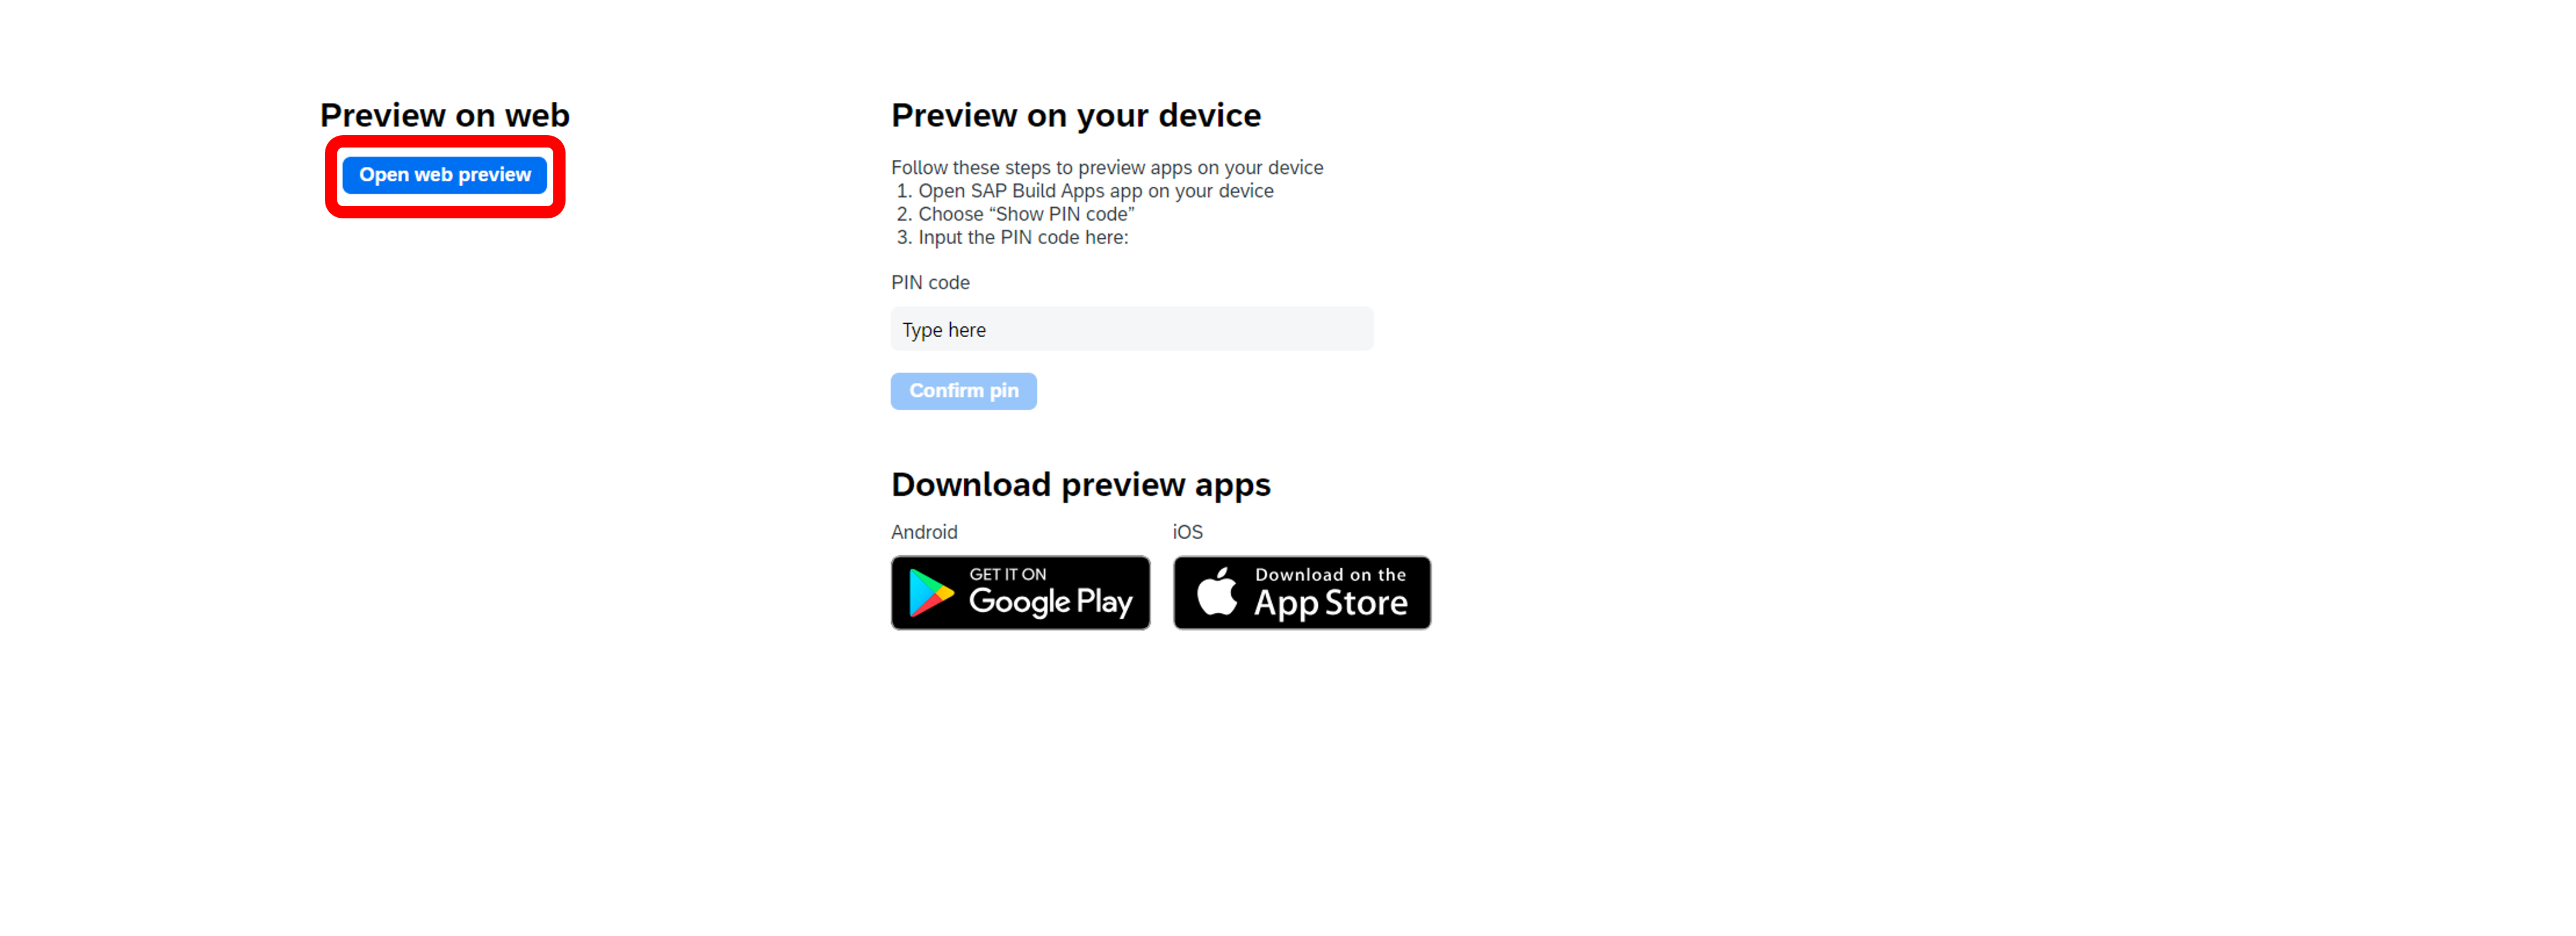 Preview on web
Open web preview
Preview on your device
Follow these steps to preview apps on your device
1. Open SAP Build Apps app on your device
2. Choose “Show PIN code”
3. Input the PIN code here:
PIN code
Type here
Confirm pin
Download preview apps
Android
GET IT ON
Google Play
iOS
Download on the
App Store